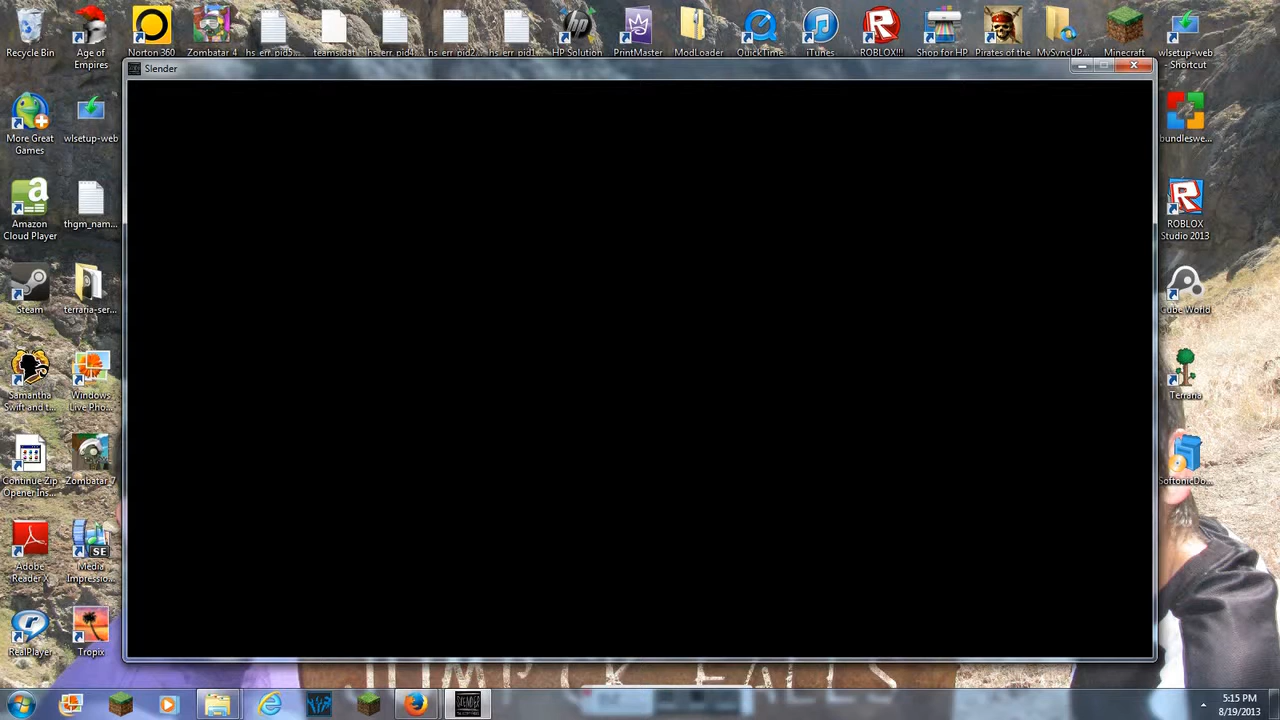 Recycle Bin
Age of
Empires
Norton 360
Zombatar 4
hs_err_pid5...
teams.dat
hs_err_pid4...
hs_err_pid2...
hs_err_pid1...
HP Solution
PrintMaster
ModLoader
QuickTime
iTunes
ROBLOX!!!
Shop for HP
Pirates of the
MySyncUP...
Minecraft
wlsetup-web
- Shortcut
Slender
More Great
Games
wlsetup-web
bundleswe...
Amazon
Cloud Player
thgm_nam...
ROBLOX
Studio 2013
Steam
terraria-ser...
Cube World
Samantha
Swift and t...
Windows
Live Pho...
Terraria
Continue Zip
Opener Ins...
Zombatar 7
SoftonicDo...
Adobe
Reader X
Media
Impressio...
SE
RealPlayer
Tropix
SLENDER
5:15 PM
8/19/2013